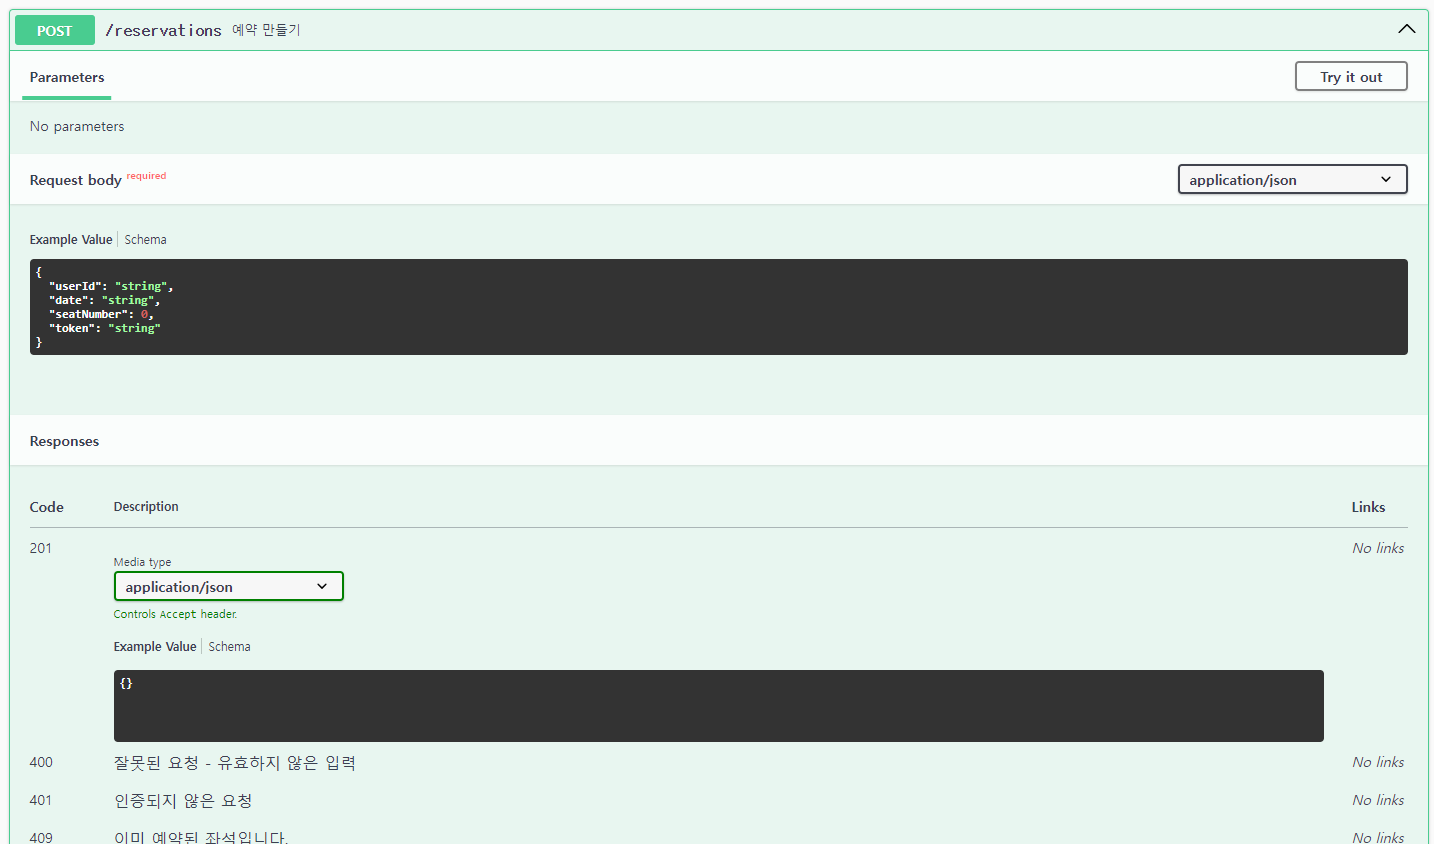 POST /reservations 예약 만들기
Parameters
Try it out
No parameters
Request body required
application/json
Example Value Schema
{
"userId": "string",
"date": "string",
"seatNumber": 0,
"token": "string"
}
Responses
Code Description Links
201 No links
Media type
application/json
Controls Accept header.
Example Value Schema
{}
400 잘못된 요청 - 유효하지 않은 입력 No links
401 인증되지 않은 요청 No links
409 이미 예약된 좌석입니다. No links